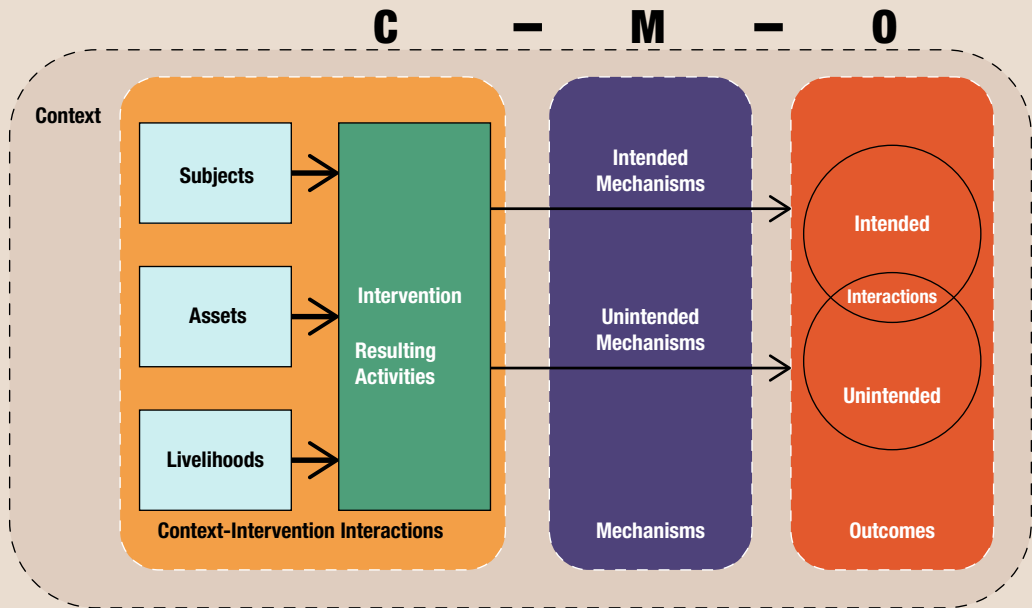 C – M – O
Context
Subjects
Assets
Livelihoods
Intervention
Resulting
Activities
Context-Intervention Interactions
Intended
Mechanisms
Unintended
Mechanisms
Mechanisms
Intended
Interactions
Unintended
Outcomes